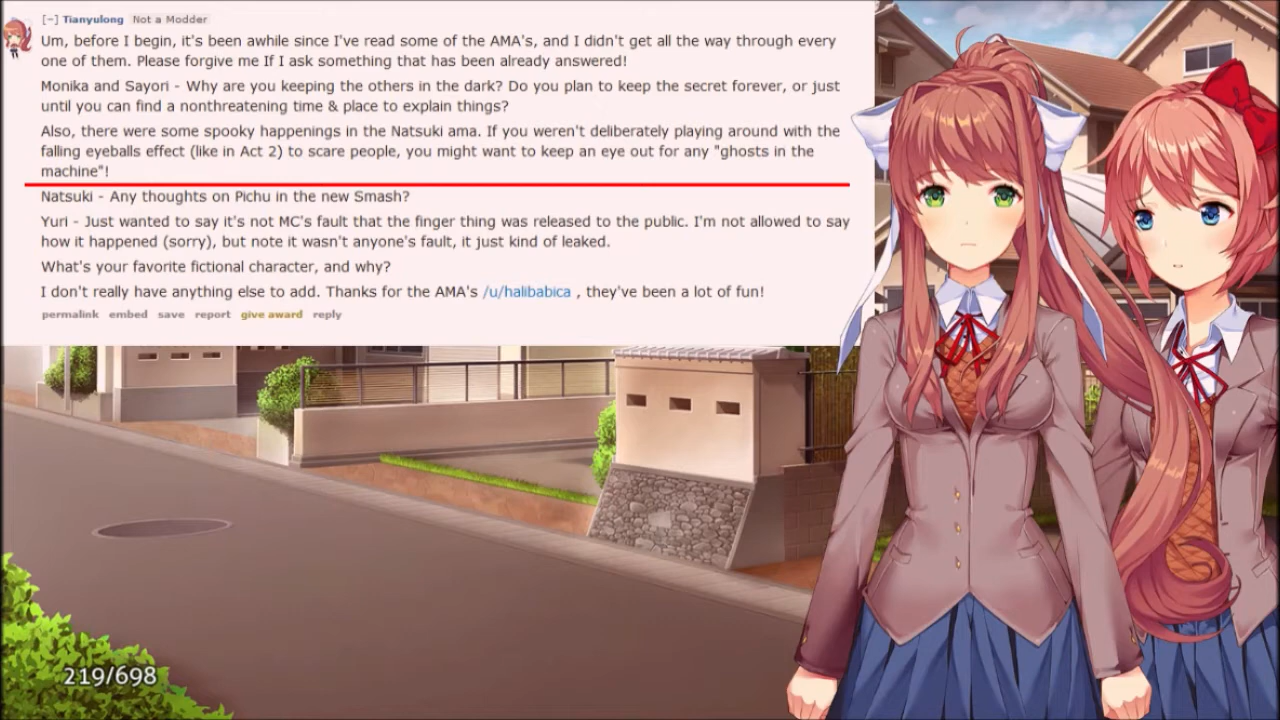 [−] Tianyulong Not a Modder
Um, before I begin, it's been awhile since I've read some of the AMA's, and I didn't get all the way through every
one of them. Please forgive me If I ask something that has been already answered!
Monika and Sayori - Why are you keeping the others in the dark? Do you plan to keep the secret forever, or just
until you can find a nonthreatening time & place to explain things?
Also, there were some spooky happenings in the Natsuki ama. If you weren't deliberately playing around with the
falling eyeballs effect (like in Act 2) to scare people, you might want to keep an eye out for any "ghosts in the
machine"!
Natsuki - Any thoughts on Pichu in the new Smash?
Yuri - Just wanted to say it's not MC's fault that the finger thing was released to the public. I'm not allowed to say
how it happened (sorry), but note it wasn't anyone's fault, it just kind of leaked.
What's your favorite fictional character, and why?
I don't really have anything else to add. Thanks for the AMA's /u/halibabica , they've been a lot of fun!
permalink embed save report give award reply
219/698